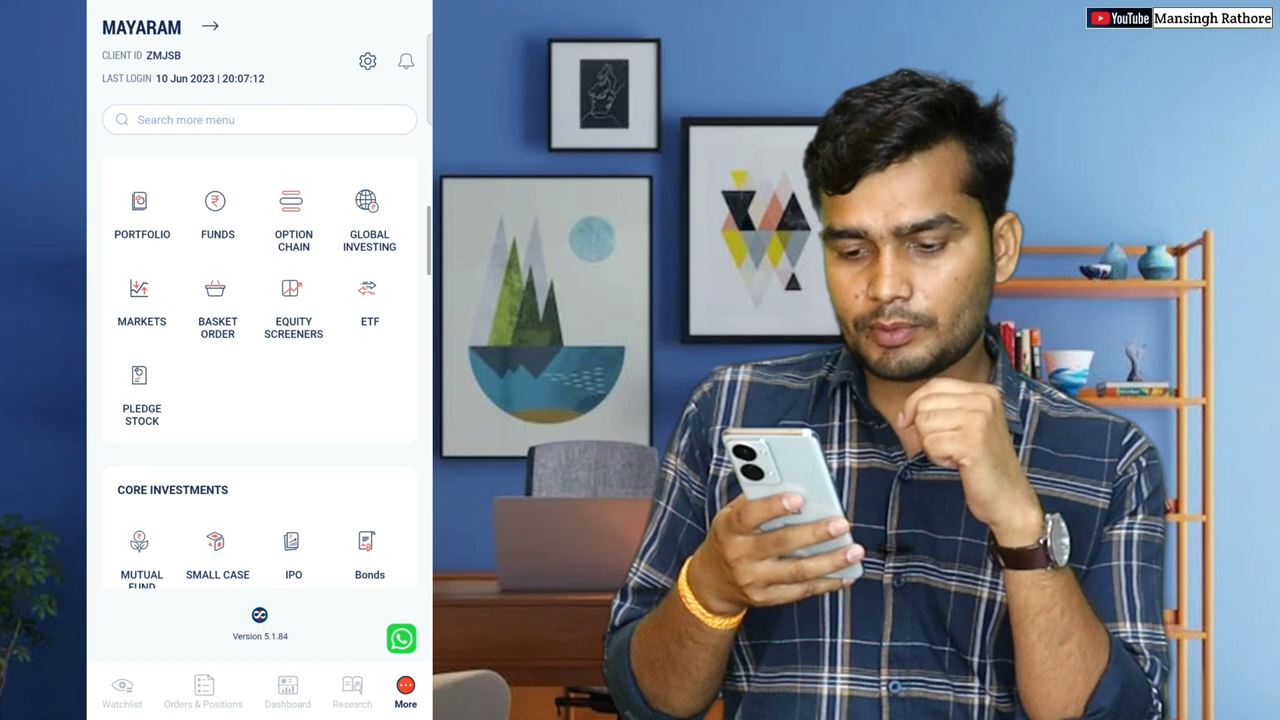 MAYARAM
CLIENT ID ZMJSB
LAST LOGIN 10 Jun 2023 | 20:07:12
Search more menu
PORTFOLIO
FUNDS
OPTION
CHAIN
GLOBAL
INVESTING
MARKETS
BASKET
ORDER
EQUITY
SCREENERS
ETF
PLEDGE
STOCK
CORE INVESTMENTS
MUTUAL
FUND
SMALL CASE
IPO
Bonds
Version 5.1.84
Watchlist
Orders & Positions
Dashboard
Research
More
YouTube Mansingh Rathore